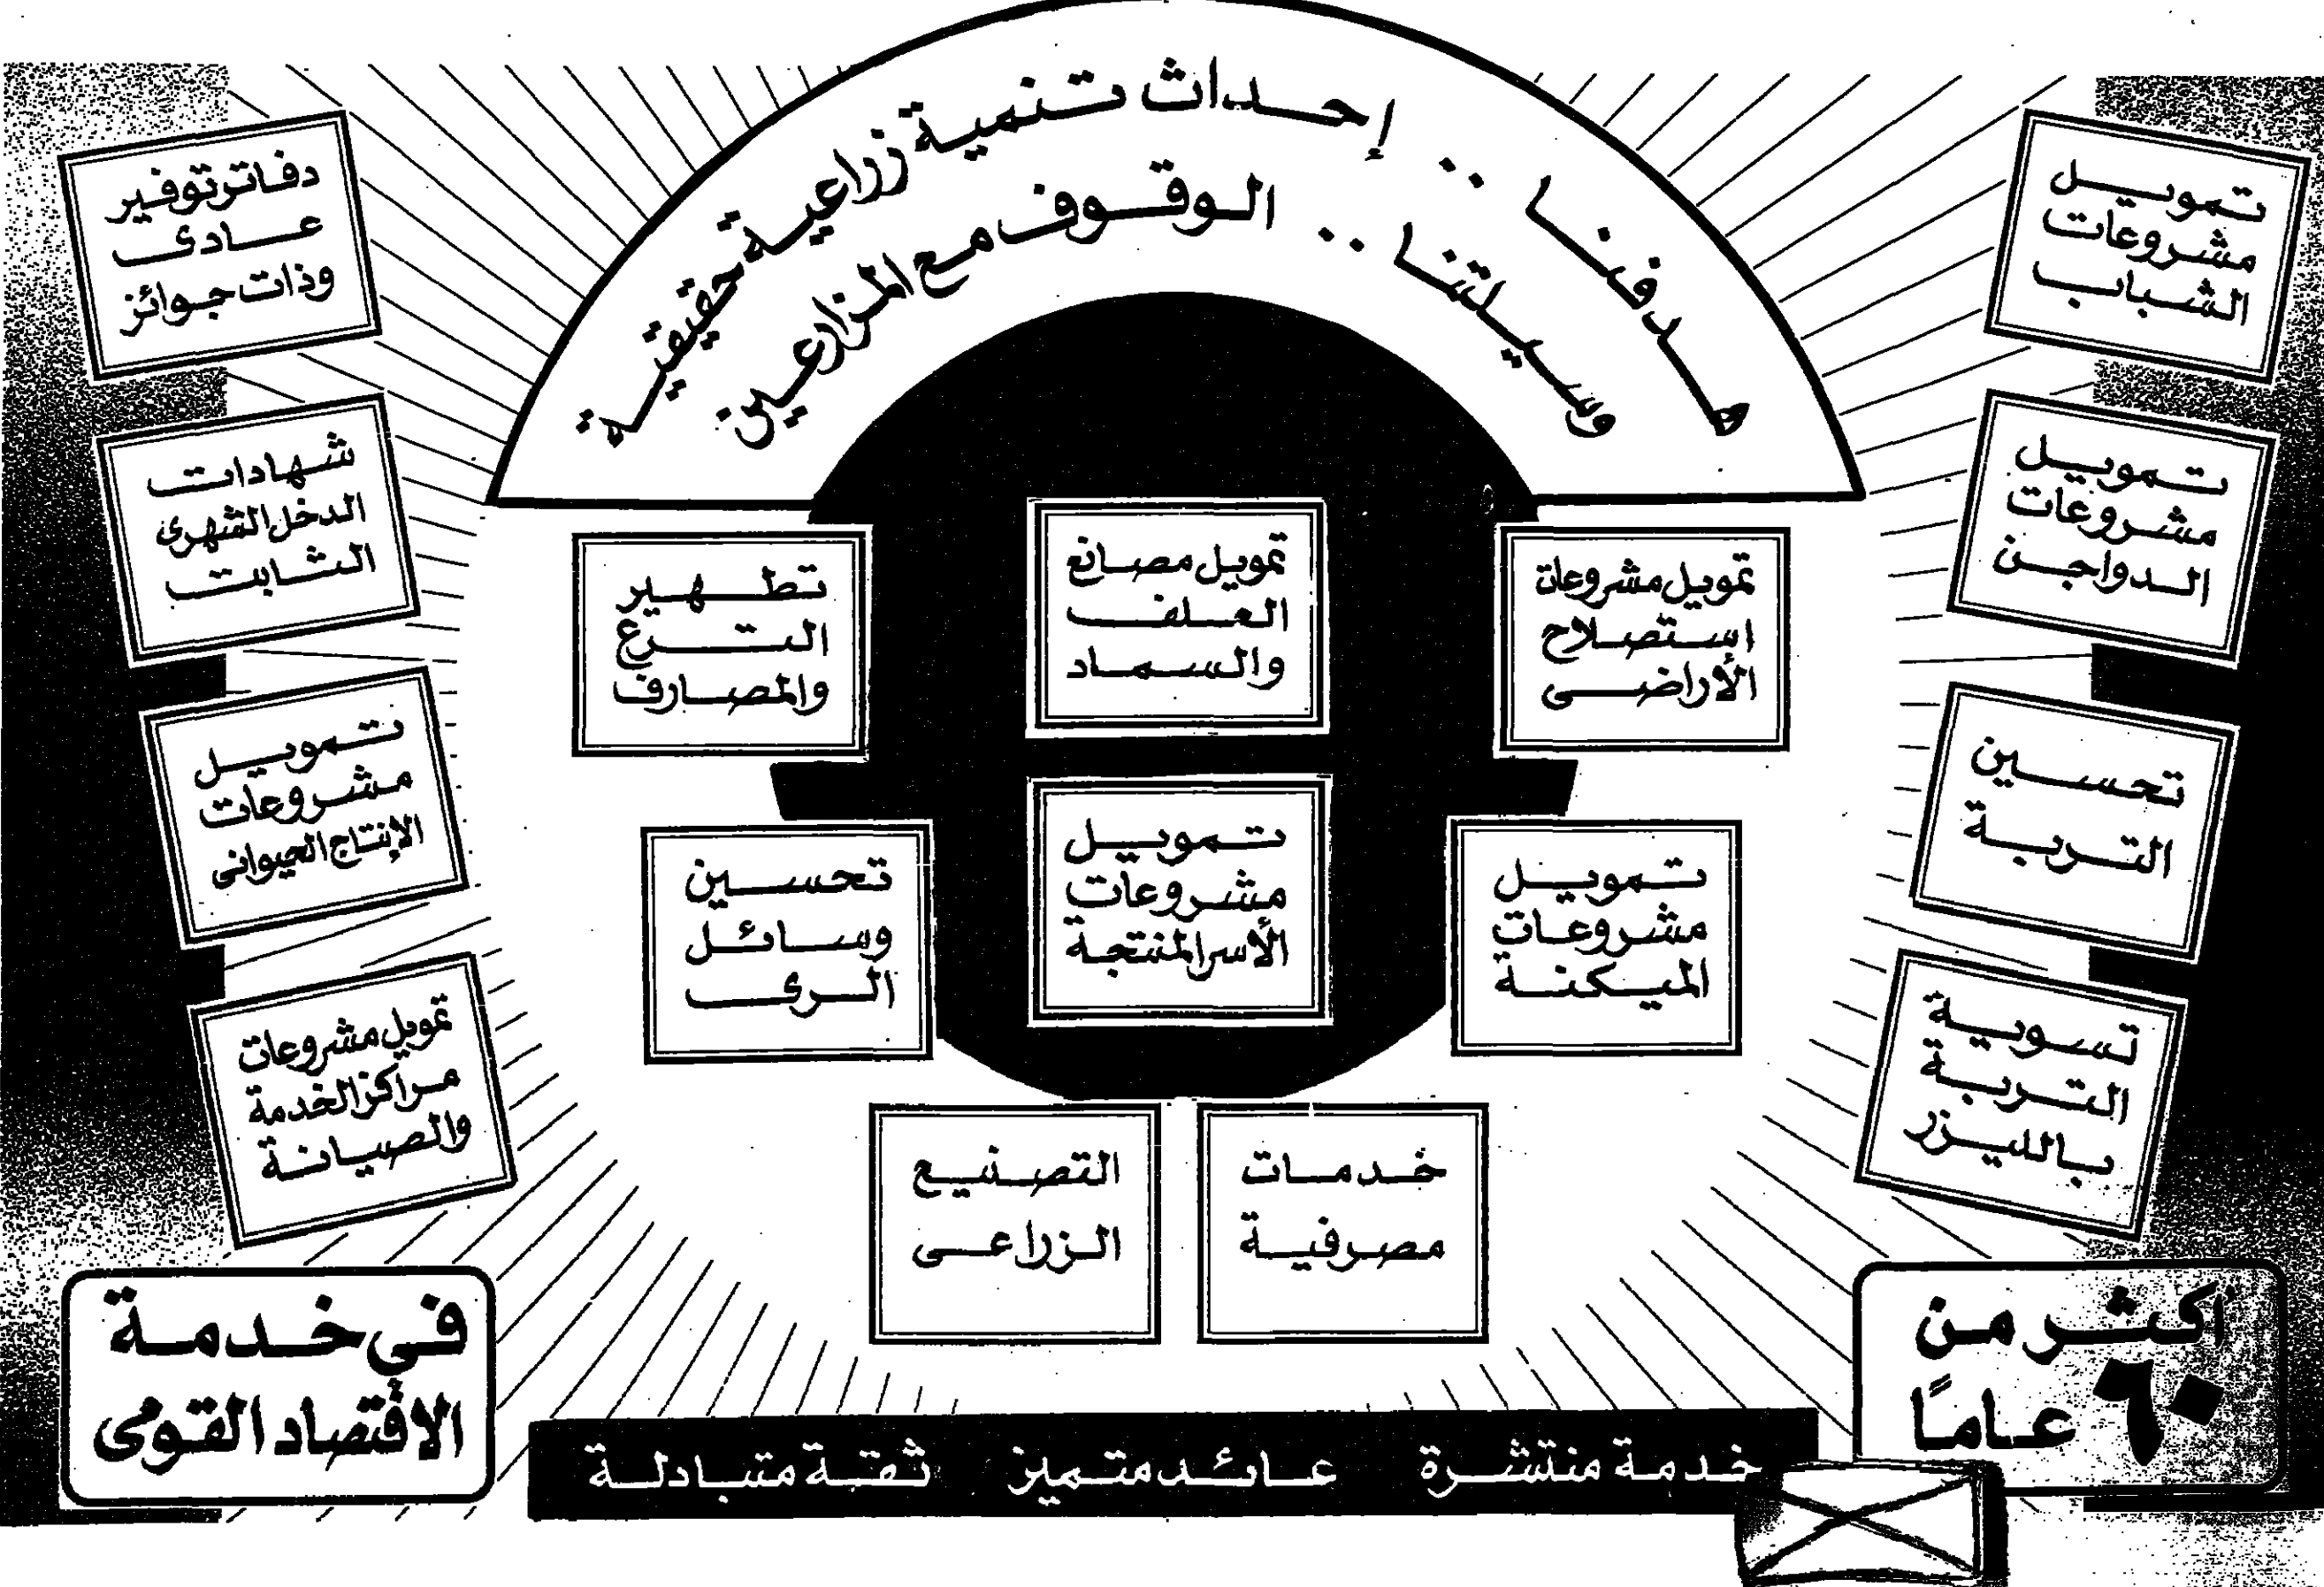 هدفنا .. إحداث تنمية زراعية حقيقية
وسيلتنا .. الوقوف مع المزارعين
تمويل
مشروعات
الشباب
تمويل
مشروعات
الدواجن
تحسين
التربة
تسوية
التربة
بالليزر
تمويل مشروعات
استصلاح
الأراضى
تمويل مصانع
العلف
والسماد
تطهير
الترع
والمصارف
تمويل
مشروعات
الميكنة
تمويل
مشروعات
الأسر المنتجة
تحسين
وسائل
الرى
خدمات
مصرفية
التصنيع
الزراعى
دفاتر توفير
عادى
وذات جوائز
شهادات
الدخل الشهرى
الثابت
تمويل
مشروعات
الإنتاج الحيوانى
تمويل مشروعات
مراكز الخدمة
والصيانة
أكثر من
٦٠ عاماً
فى خدمة
الاقتصاد القومى
خدمة منتشرة عائد متميز ثقة متبادلة